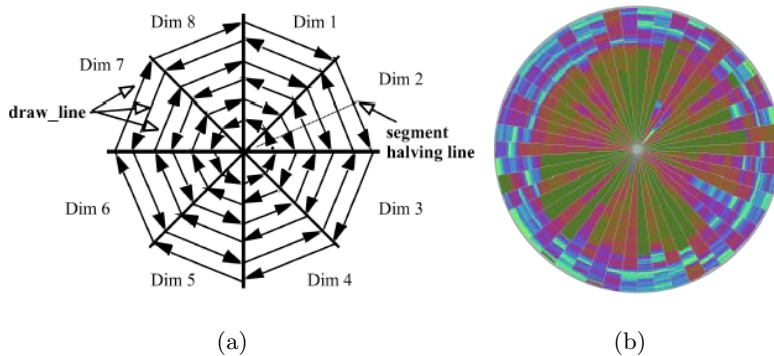 Dim 8
Dim 1
Dim 7
Dim 2
draw_line
segment
halving line
Dim 6
Dim 3
Dim 5
Dim 4
(a)
(b)